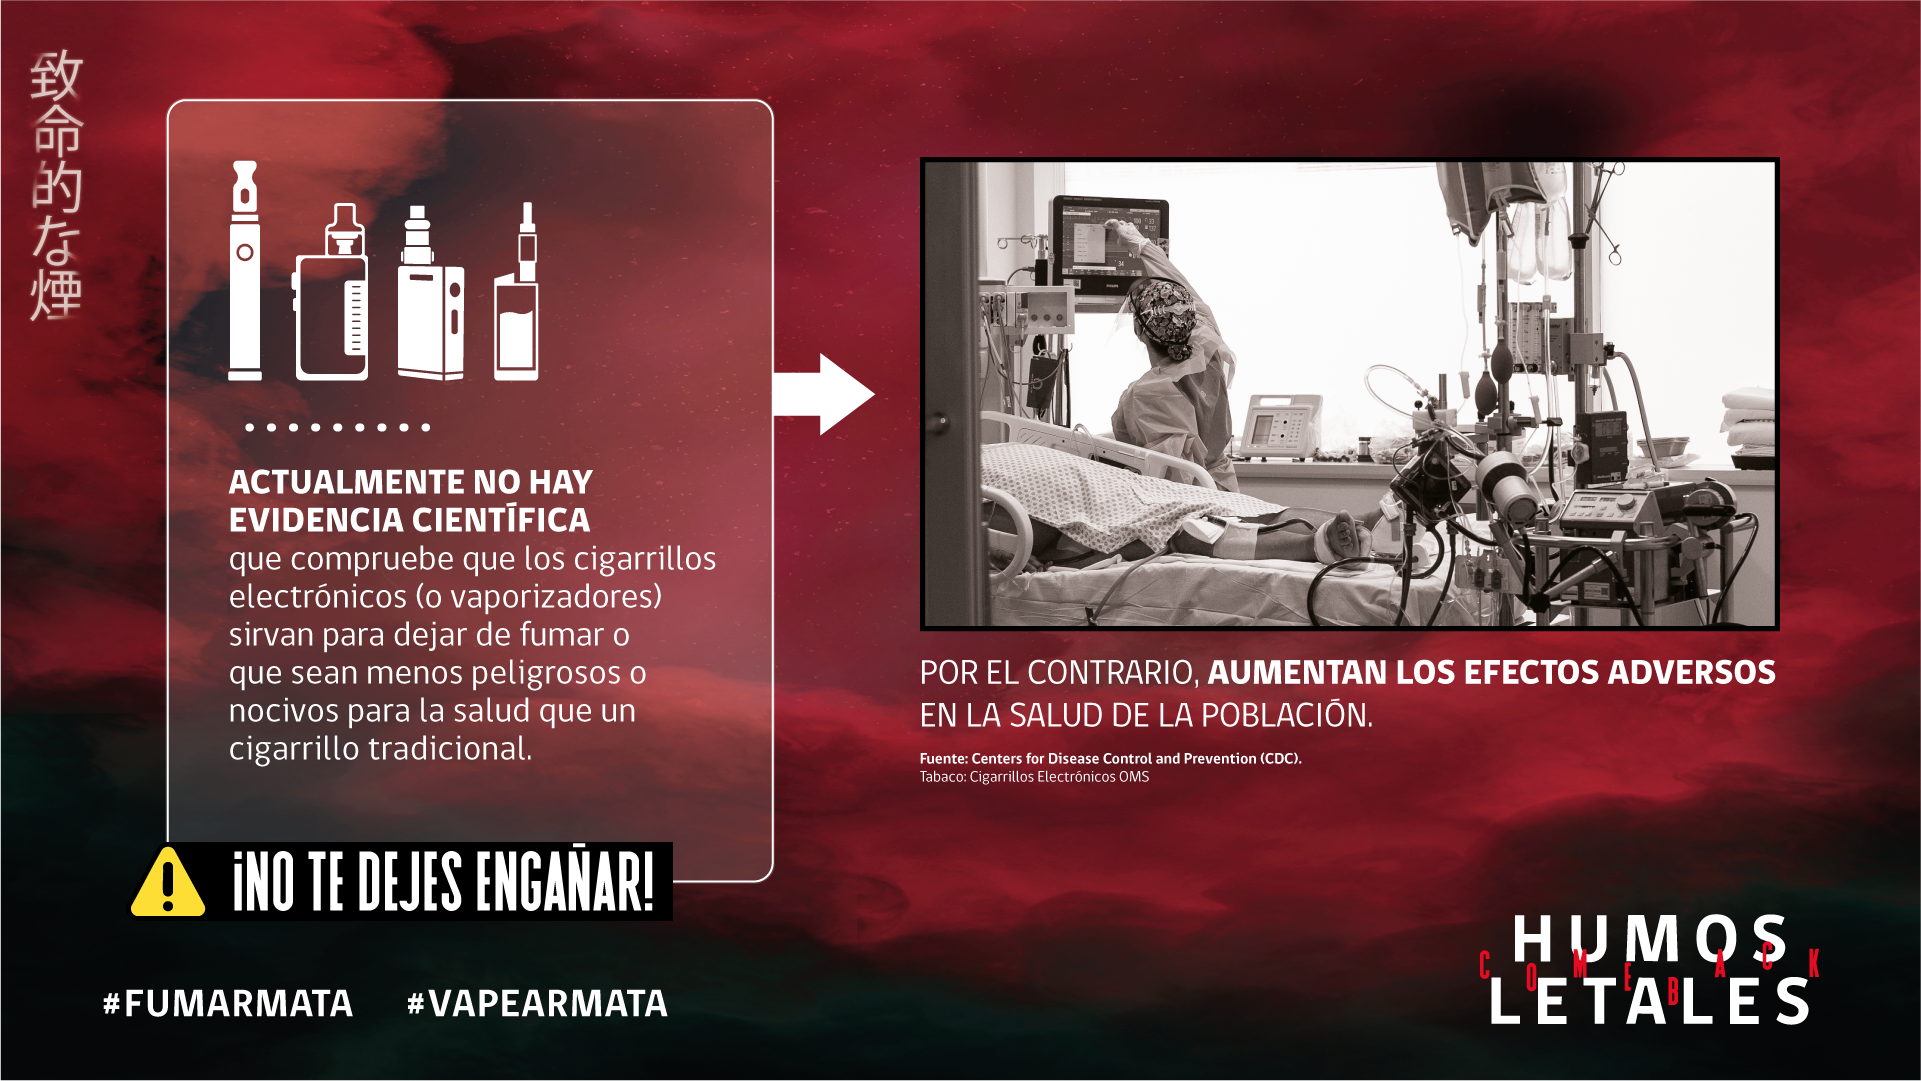 致命的な煙
ACTUALMENTE NO HAY
EVIDENCIA CIENTÍFICA
que compruebe que los cigarrillos
electrónicos (o vaporizadores)
sirvan para dejar de fumar o
que sean menos peligrosos o
nocivos para la salud que un
cigarrillo tradicional.
¡NO TE DEJES ENGAÑAR!
#FUMARMATA #VAPEARMATA
POR EL CONTRARIO, AUMENTAN LOS EFECTOS ADVERSOS
EN LA SALUD DE LA POBLACIÓN.
Fuente: Centers for Disease Control and Prevention (CDC).
Tabaco: Cigarrillos Electrónicos OMS
HUMOS
COMEBACK
LETALES